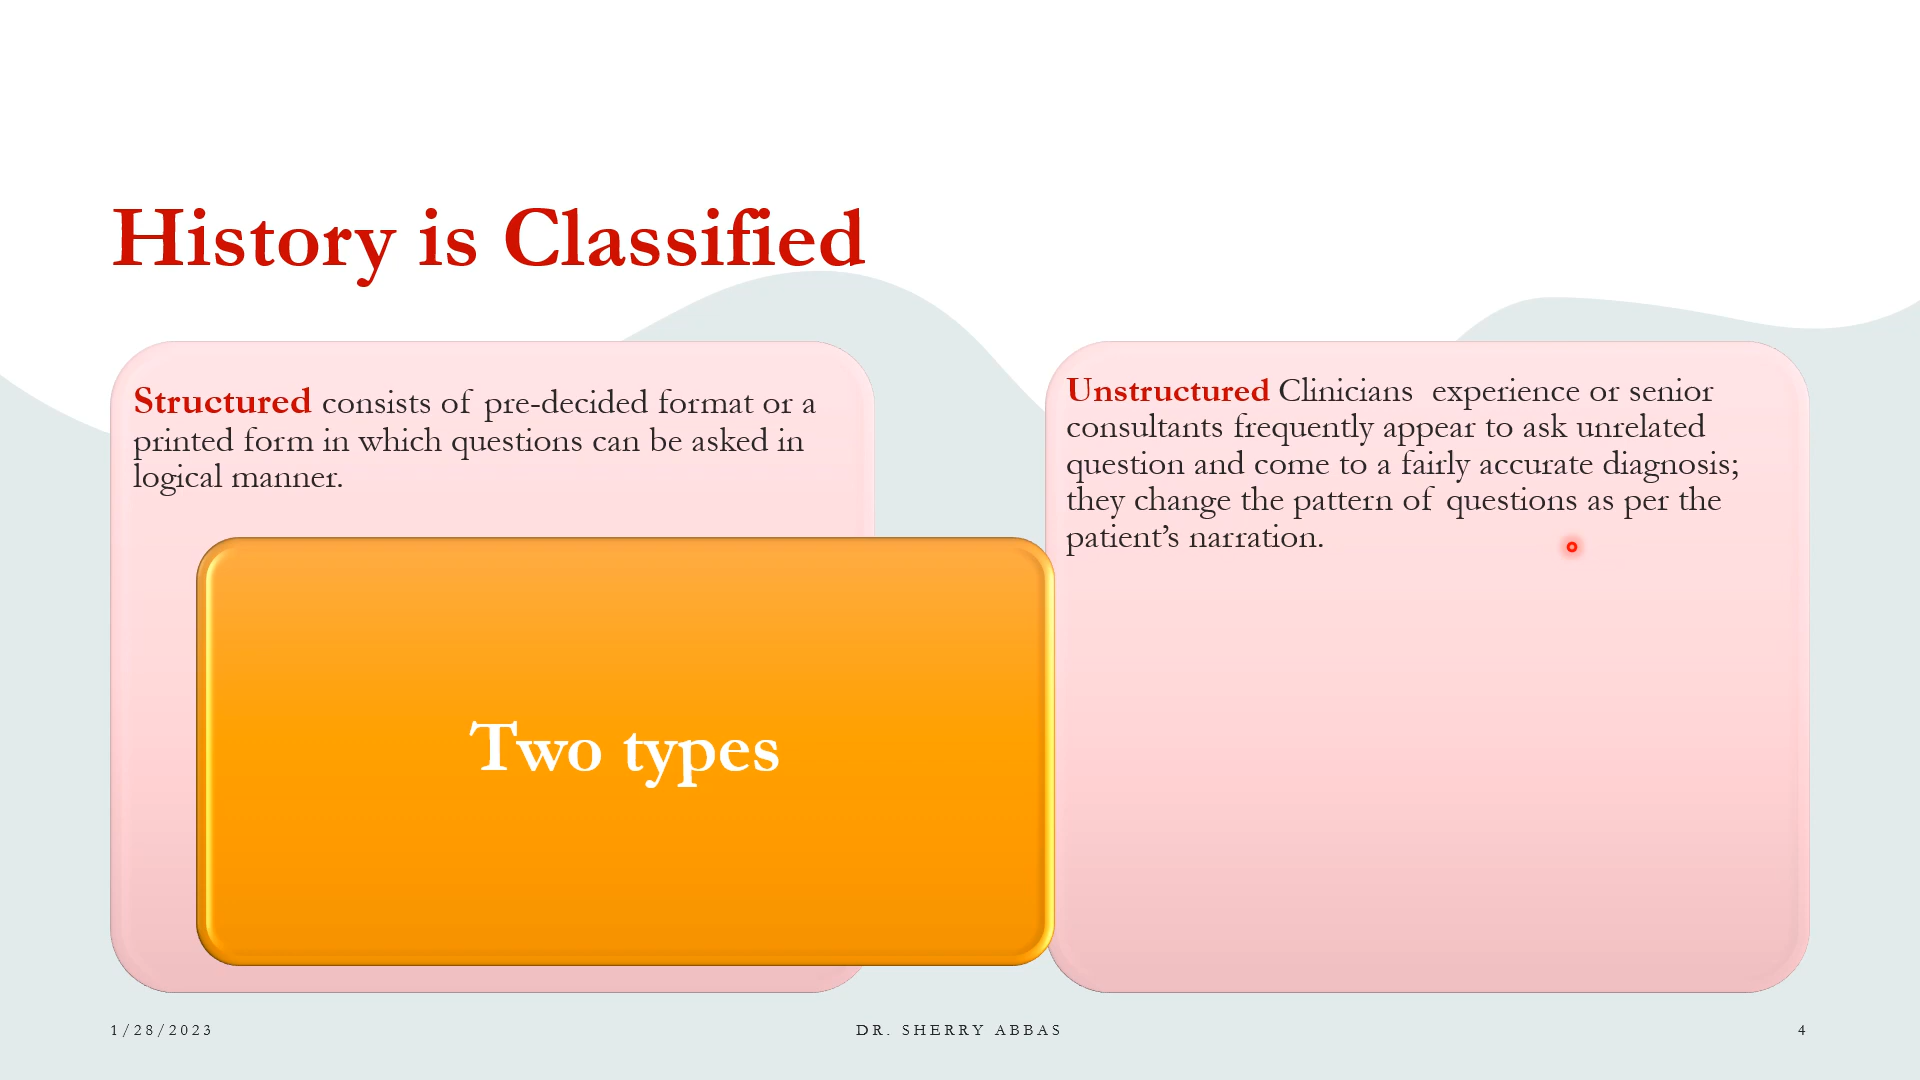 History is Classified
Structured consists of pre-decided format or a
printed form in which questions can be asked in
logical manner.
Two types
Unstructured Clinicians  experience or senior
consultants frequently appear to ask unrelated
question and come to a fairly accurate diagnosis;
they change the pattern of questions as per the
patient’s narration.
1/28/2023
DR. SHERRY ABBAS
4